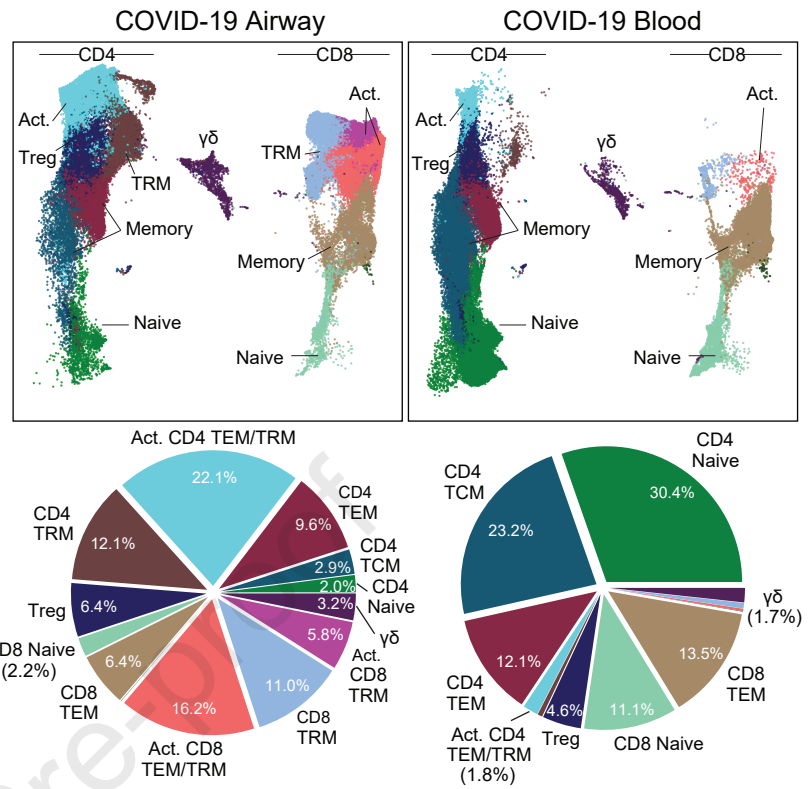 COVID-19 Airway
COVID-19 Blood
CD4
CD8
Act.
Act.
Treg
TRM
TRM
γδ
Memory
Memory
Naive
Naive
CD4
CD8
Act.
Act.
Treg
γδ
Memory
Memory
Naive
Naive
Act. CD4 TEM/TRM
22.1%
CD4
TEM
9.6%
CD4
TCM
2.9%
CD4
Naive
2.0%
γδ
3.2%
Act.
CD8
TRM
5.8%
CD8
TRM
11.0%
Act. CD8
TEM/TRM
16.2%
CD8
TEM
6.4%
D8 Naive
(2.2%)
Treg
6.4%
CD4
TRM
12.1%
CD4
Naive
30.4%
γδ
(1.7%)
CD8
TEM
13.5%
CD8 Naive
11.1%
Treg
4.6%
Act. CD4
TEM/TRM
(1.8%)
CD4
TEM
12.1%
CD4
TCM
23.2%
re-proof